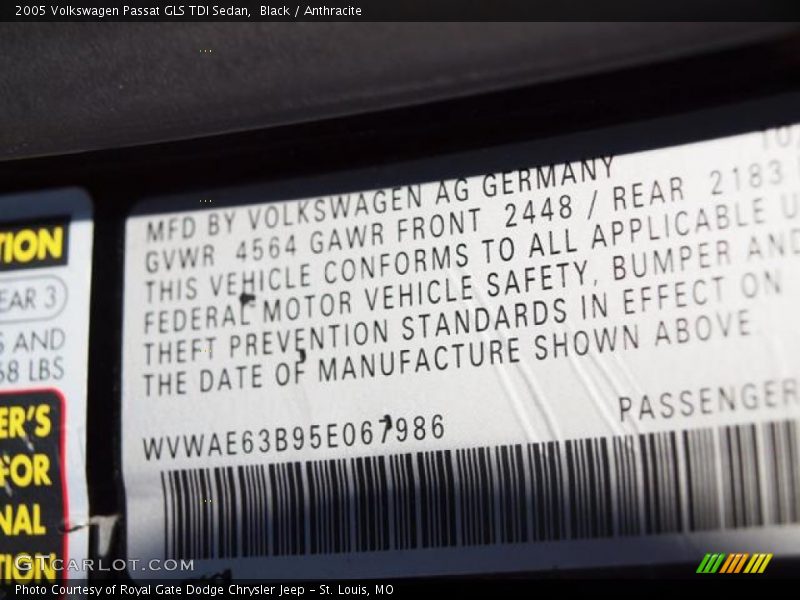 2005 Volkswagen Passat GLS TDI Sedan, Black / Anthracite
MFD BY VOLKSWAGEN AG GERMANY
GVWR 4564 GAWR FRONT 2448 / REAR 2183
THIS VEHICLE CONFORMS TO ALL APPLICABLE
FEDERAL MOTOR VEHICLE SAFETY, BUMPER AND
THEFT PREVENTION STANDARDS IN EFFECT ON
THE DATE OF MANUFACTURE SHOWN ABOVE
WVWAE63B95E067986
PASSENGER
TION
EAR 3
AND
68 LBS
ER'S
FOR
NAL
TION
GTCARLOT.COM
Photo Courtesy of Royal Gate Dodge Chrysler Jeep - St. Louis, MO